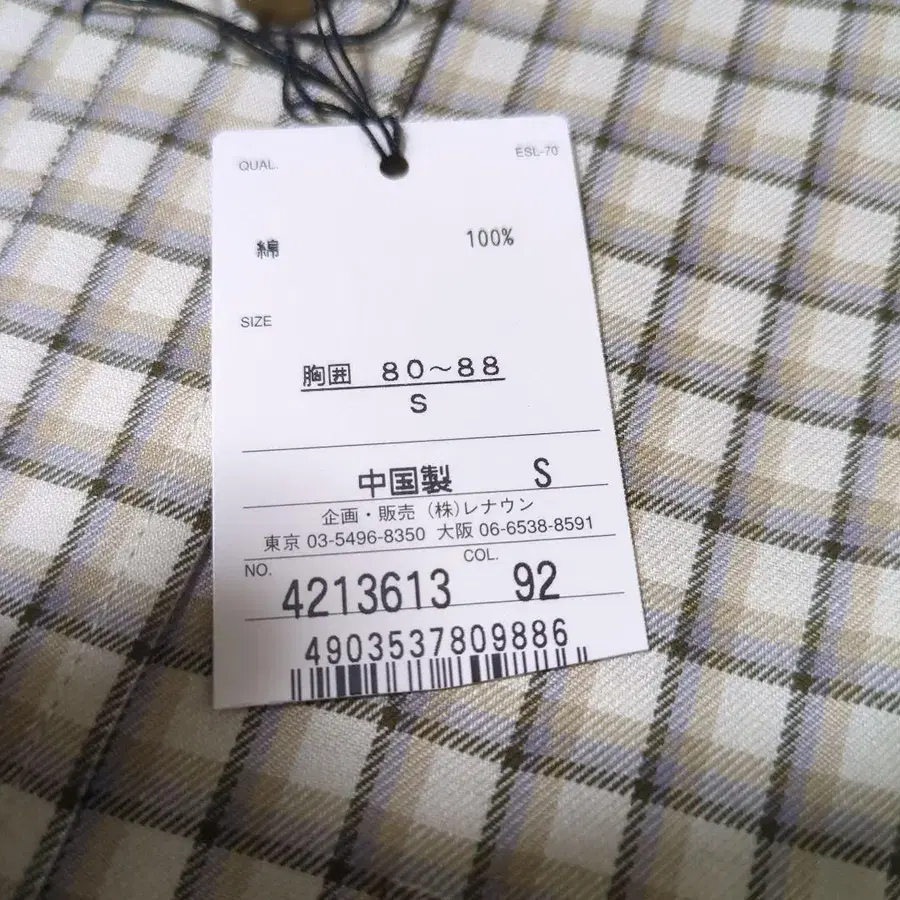 QUAL. ESL-70
綿 100%
SIZE
胸囲 80～88
S
中国製 S
企画・販売 (株)レナウン
東京 03-5496-8350 大阪 06-6538-8591
NO. 4213613 COL. 92
4903537809886